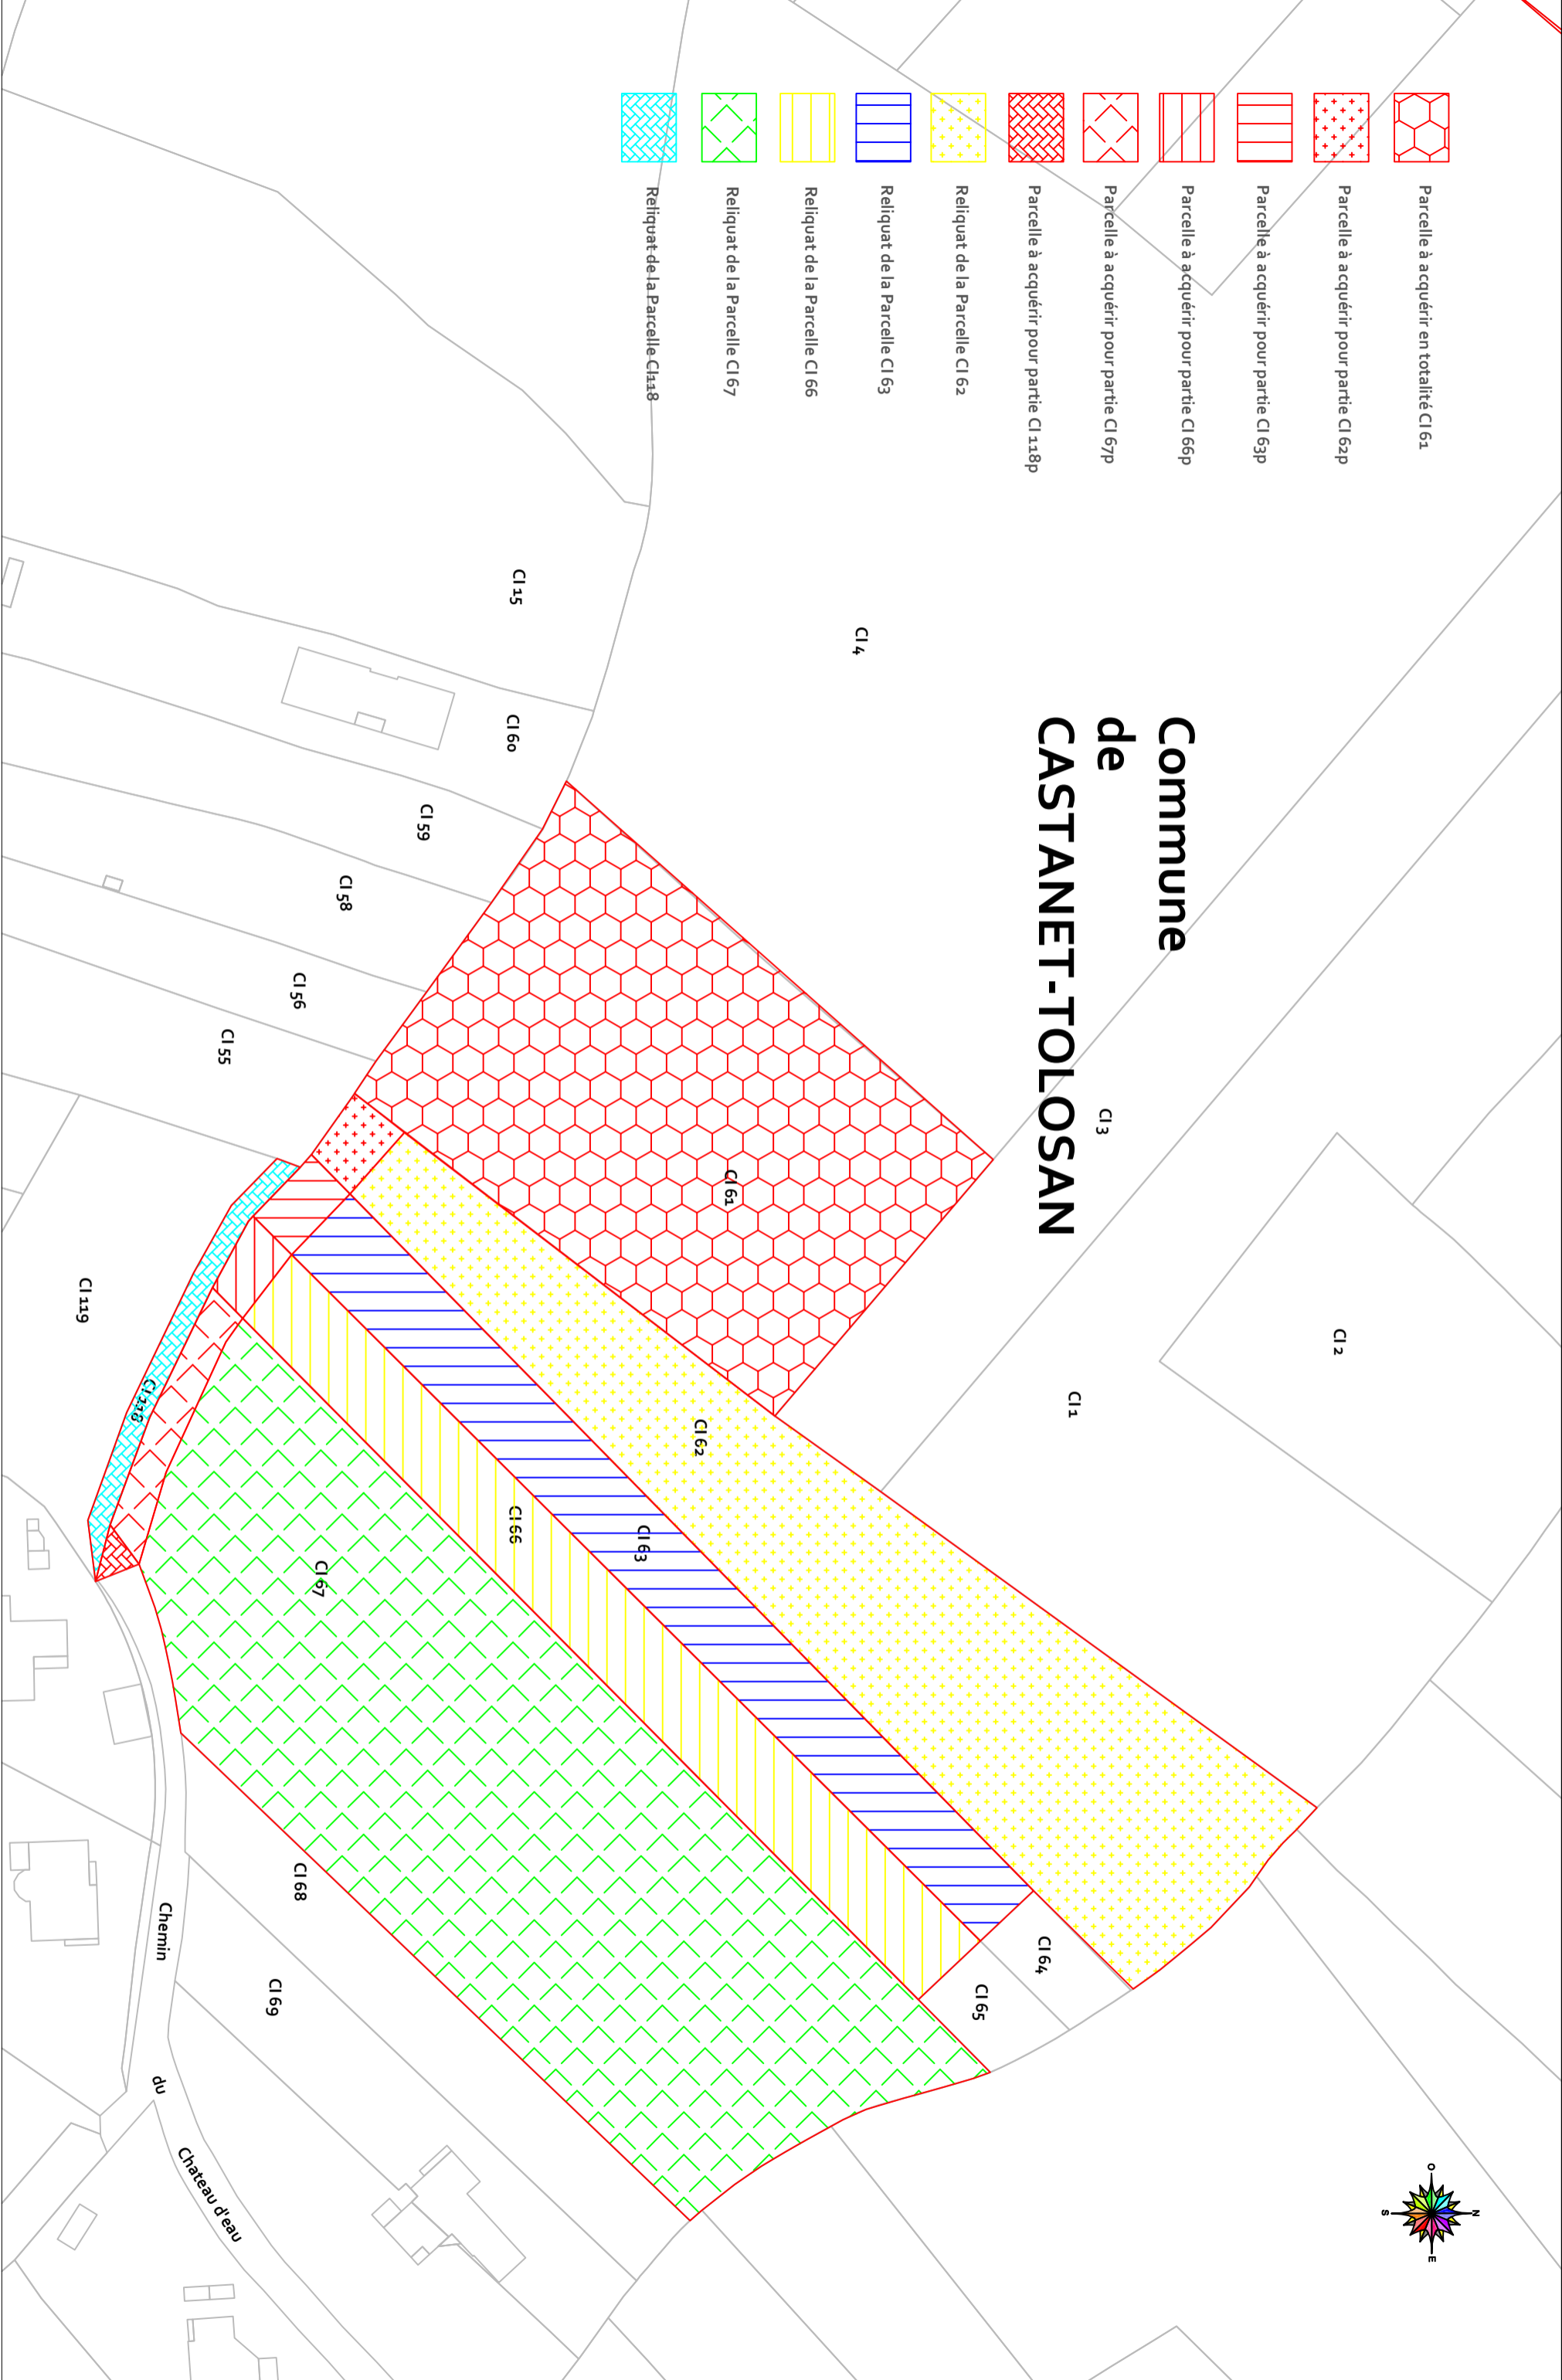 Parcelle à acquérir en totalité CI 61
Parcelle à acquérir pour partie CI 62p
Parcelle à acquérir pour partie CI 63p
Parcelle à acquérir pour partie CI 66p
Parcelle à acquérir pour partie CI 67p
Parcelle à acquérir pour partie CI 118p
Reliquat de la Parcelle CI 62
Reliquat de la Parcelle CI 63
Reliquat de la Parcelle CI 66
Reliquat de la Parcelle CI 67
Reliquat de la Parcelle CI118
Commune
de
CASTANET-TOLOSAN
CI 2
CI 3
CI 1
CI 4
CI 15
CI 60
CI 59
CI 58
CI 56
CI 55
CI 61
CI 62
CI 63
CI 66
CI 67
CI 64
CI 65
CI 118
CI 119
CI 68
CI 69
Chemin
du
Chateau d'eau
N
O
E
S